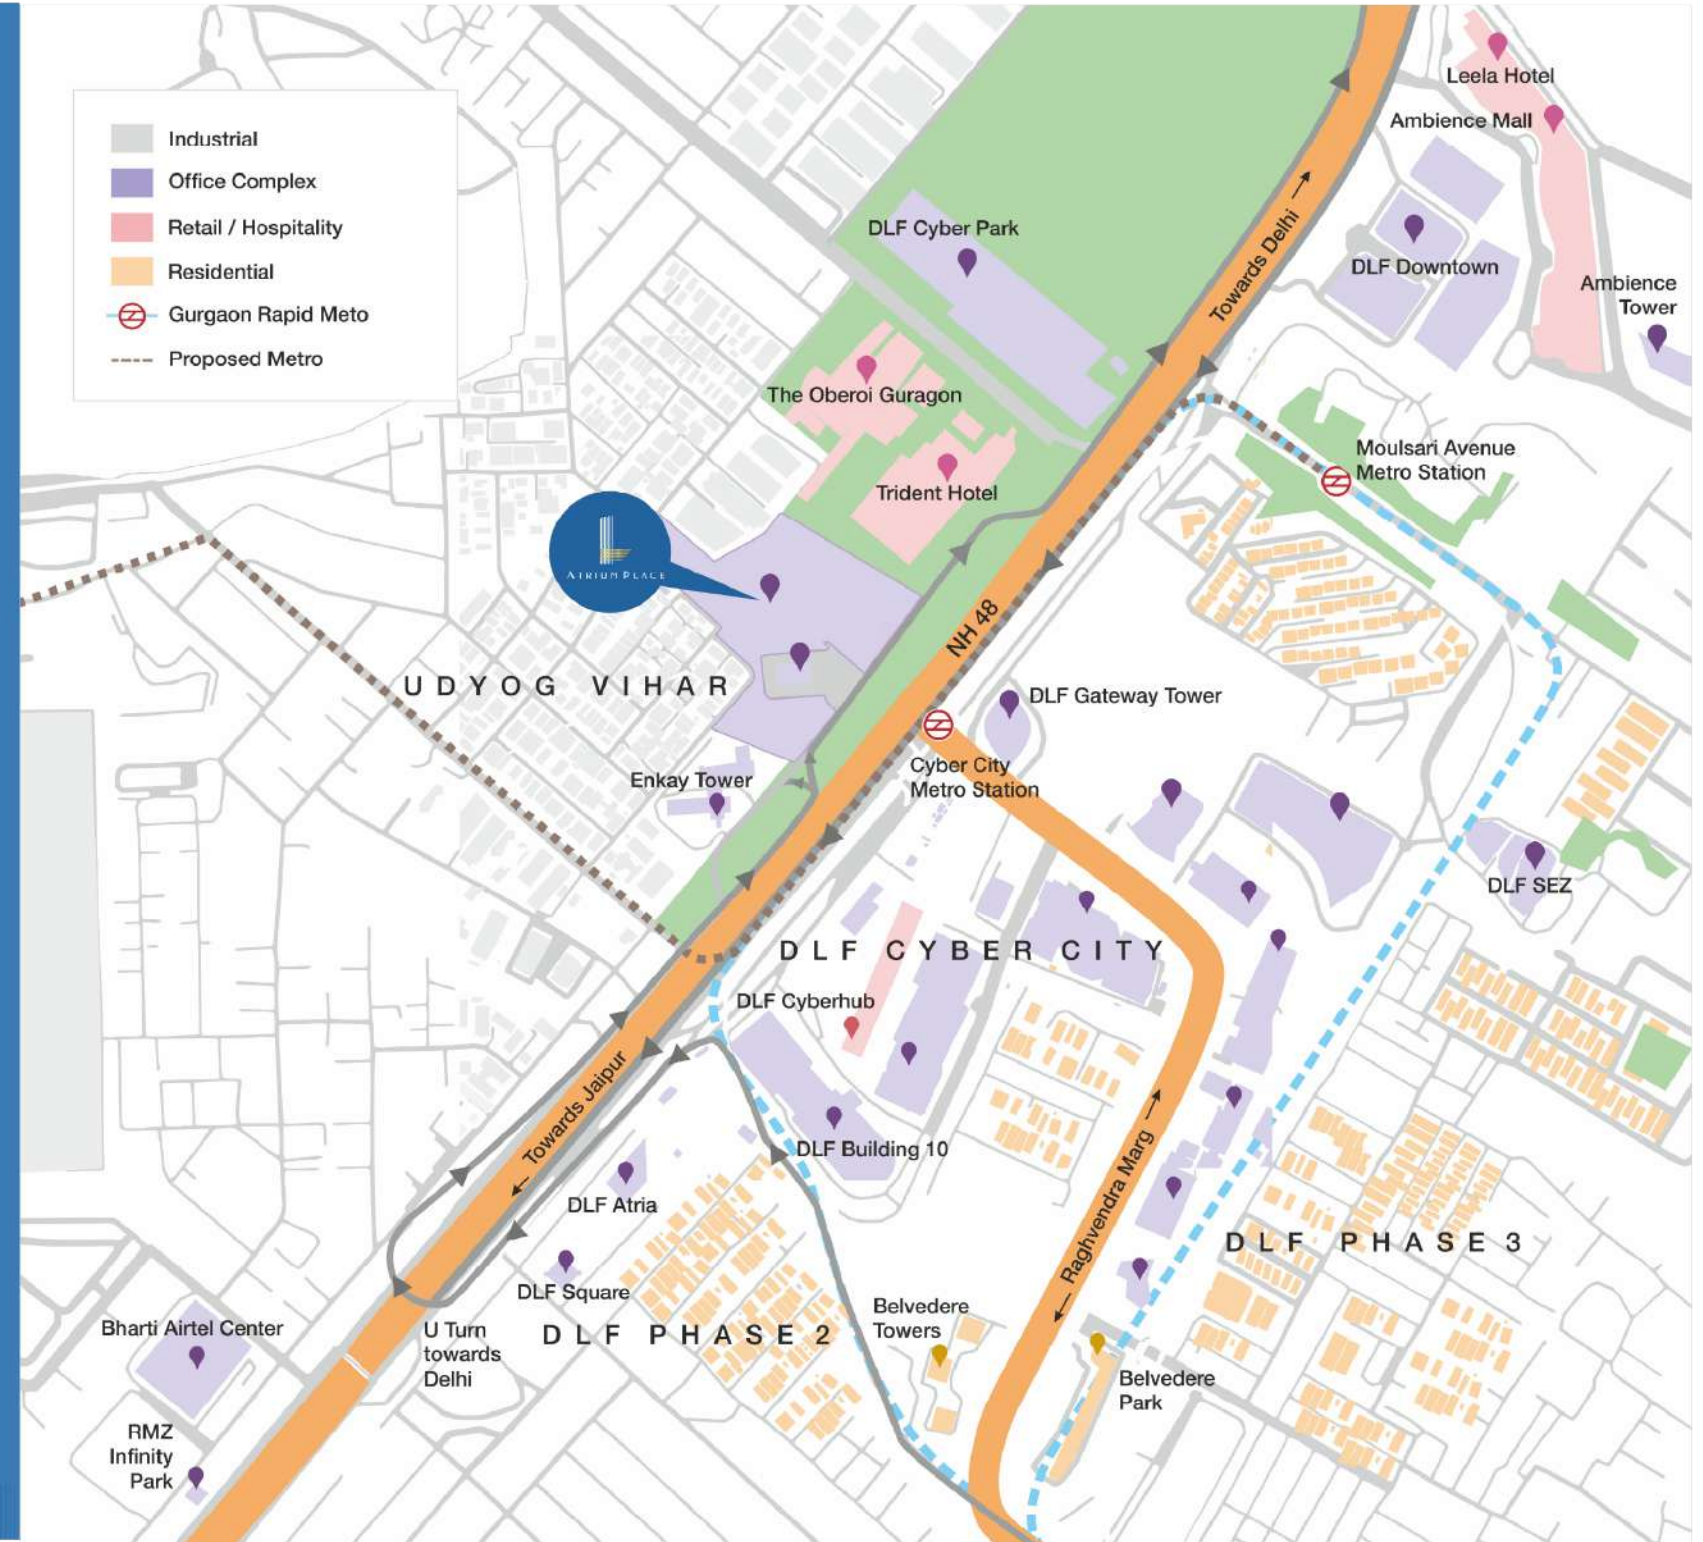 Industrial
Office Complex
Retail / Hospitality
Residential
Gurgaon Rapid Meto
Proposed Metro
Leela Hotel
Ambience Mall
DLF Cyber Park
Towards Delhi
DLF Downtown
Ambience
Tower
The Oberoi Guragon
Trident Hotel
Moulsari Avenue
Metro Station
ATRIUM PLACE
NH 48
UDYOG VIHAR
DLF Gateway Tower
Enkay Tower
Cyber City
Metro Station
DLF SEZ
DLF CYBER CITY
DLF Cyberhub
Towards Jaipur
DLF Building 10
DLF Atria
Raghvendra Marg
DLF PHASE 3
DLF Square
Bharti Airtel Center
U Turn
towards
Delhi
DLF PHASE 2
Belvedere
Towers
Belvedere
Park
RMZ
Infinity
Park